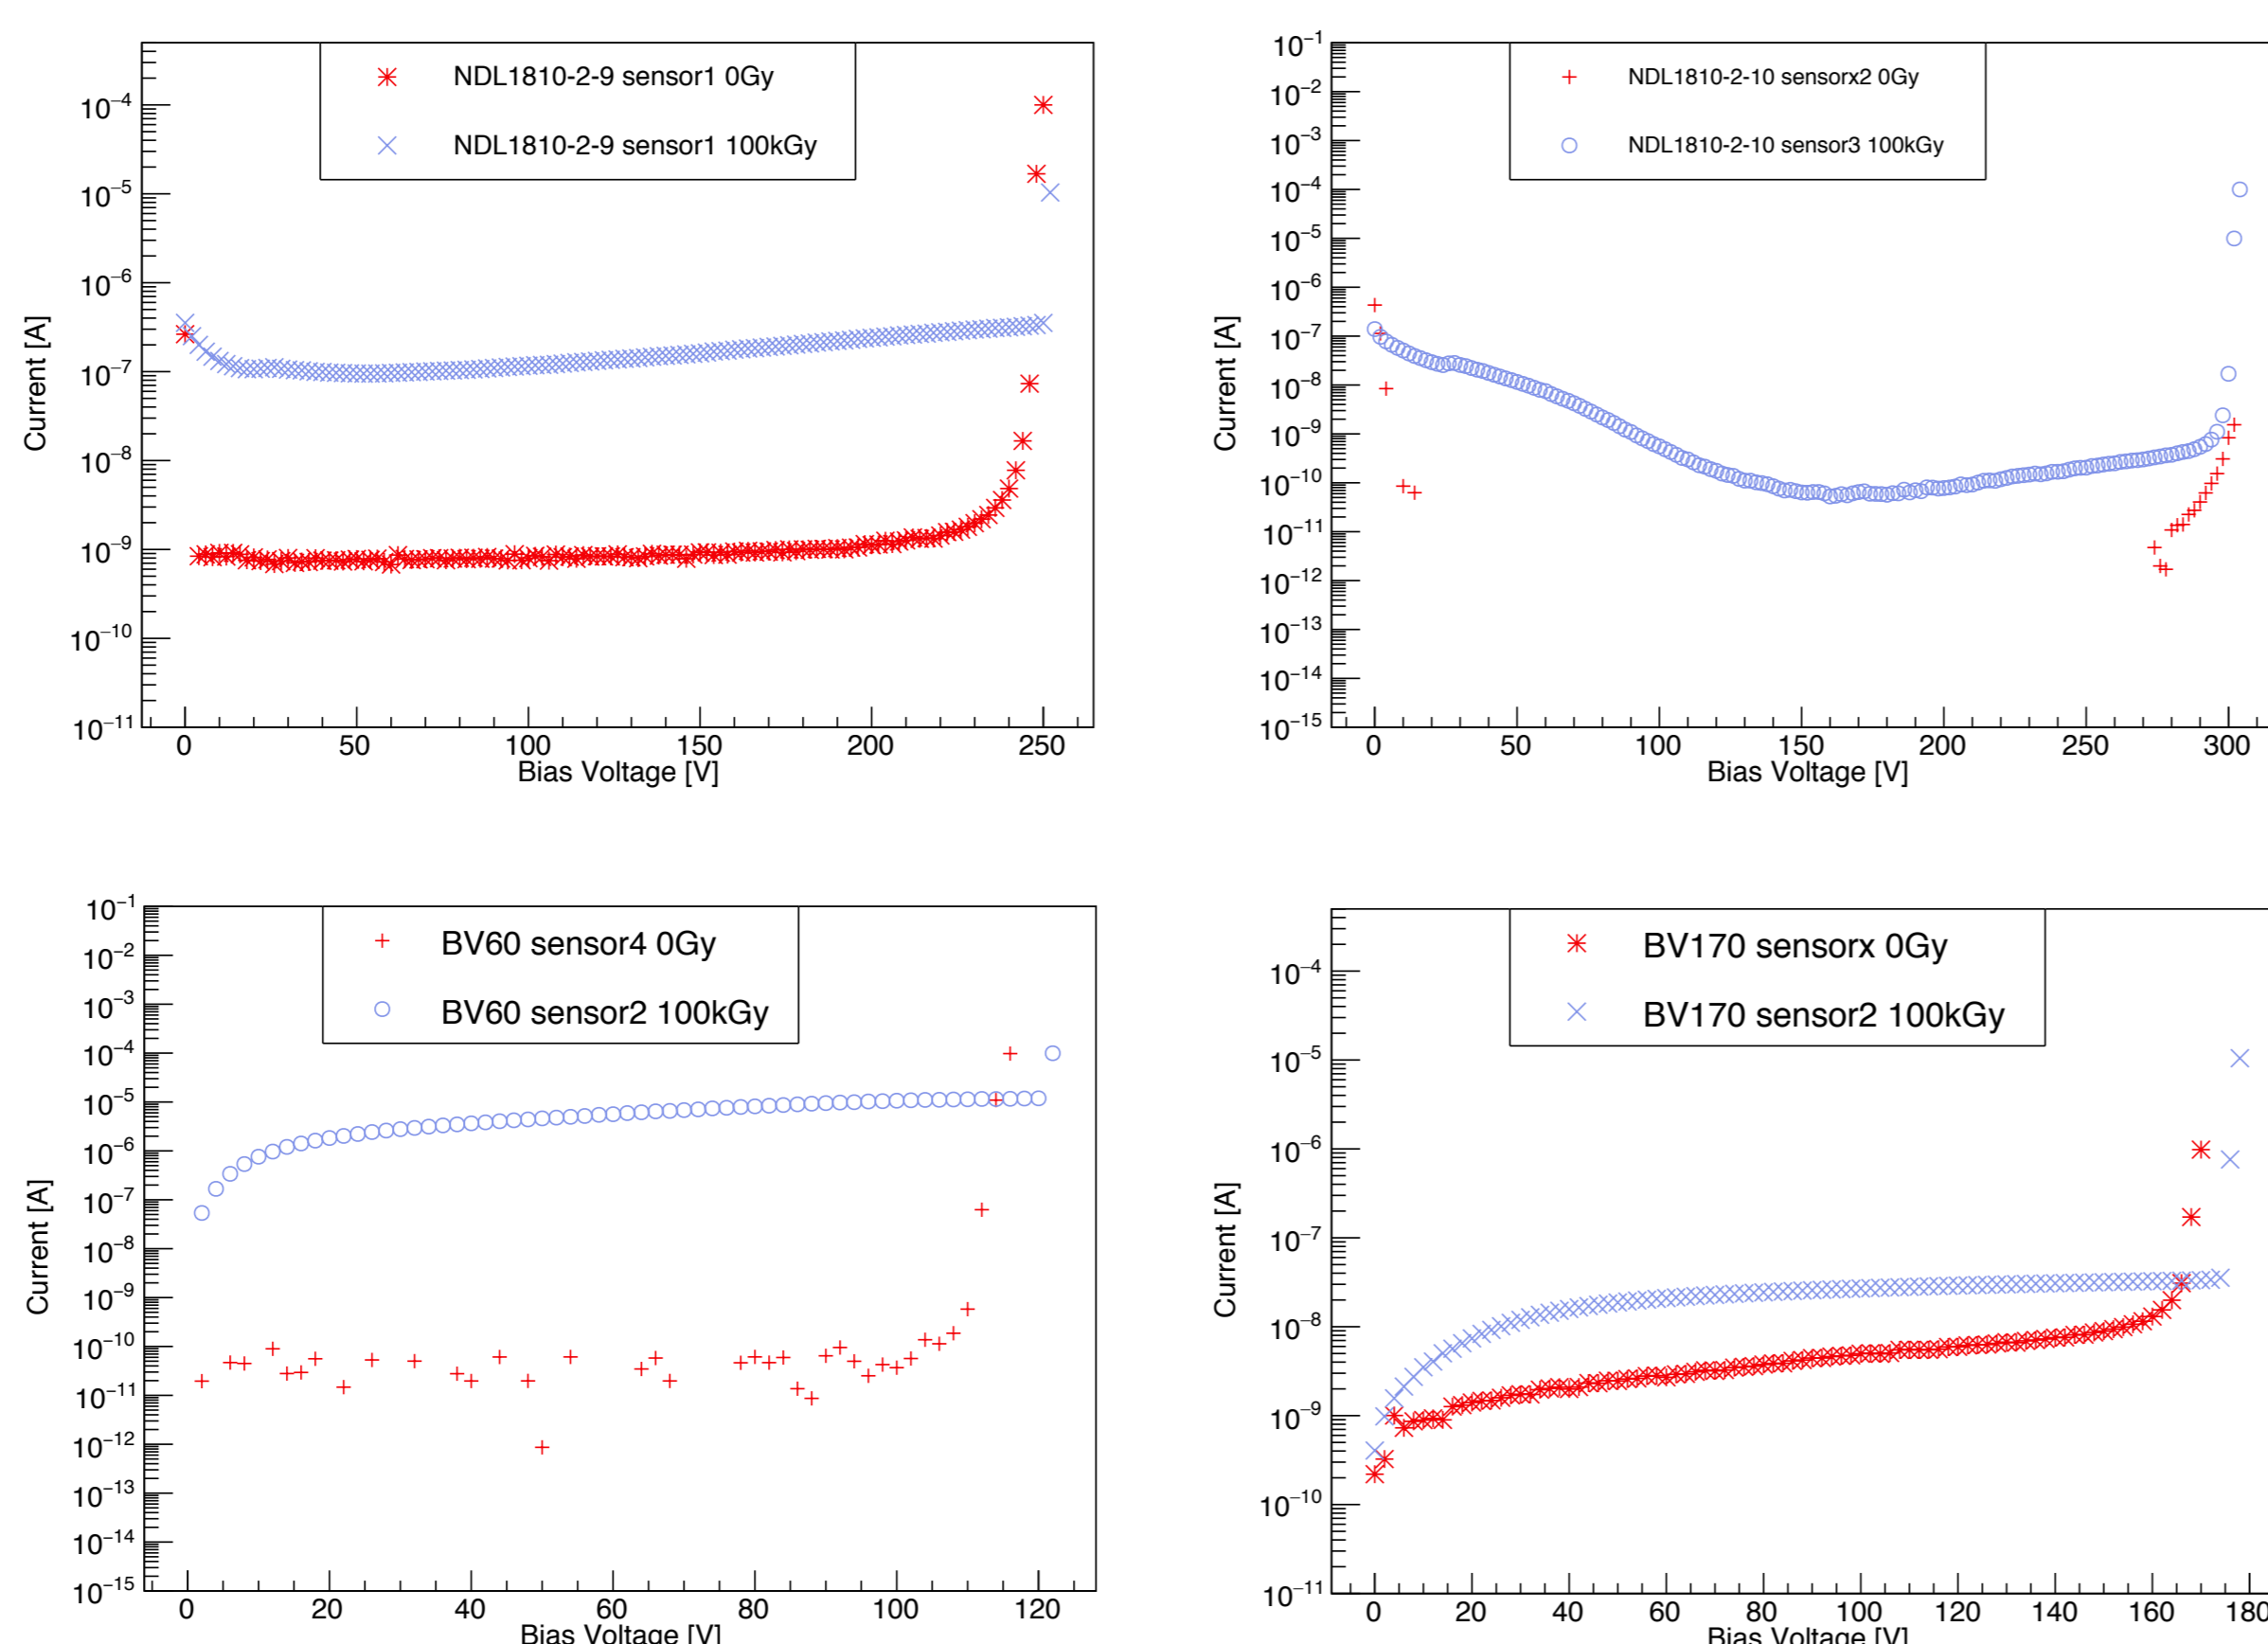 NDL1810-2-9 sensor1 0Gy
NDL1810-2-9 sensor1 100kGy
10−4
10−5
10−6
10−7
10−8
10−9
10−10
10−11
Current [A]
0 50 100 150 200 250
Bias Voltage [V]
NDL1810-2-10 sensorx2 0Gy
NDL1810-2-10 sensor3 100kGy
10−1
10−2
10−3
10−4
10−5
10−6
10−7
10−8
10−9
10−10
10−11
10−12
10−13
10−14
10−15
Current [A]
0 50 100 150 200 250 300
Bias Voltage [V]
BV60 sensor4 0Gy
BV60 sensor2 100kGy
10−1
10−2
10−3
10−4
10−5
10−6
10−7
10−8
10−9
10−10
10−11
10−12
10−13
10−14
10−15
Current [A]
0 20 40 60 80 100 120
Bias Voltage [V]
BV170 sensorx 0Gy
BV170 sensor2 100kGy
10−4
10−5
10−6
10−7
10−8
10−9
10−10
10−11
Current [A]
0 20 40 60 80 100 120 140 160 180
Bias Voltage [V]